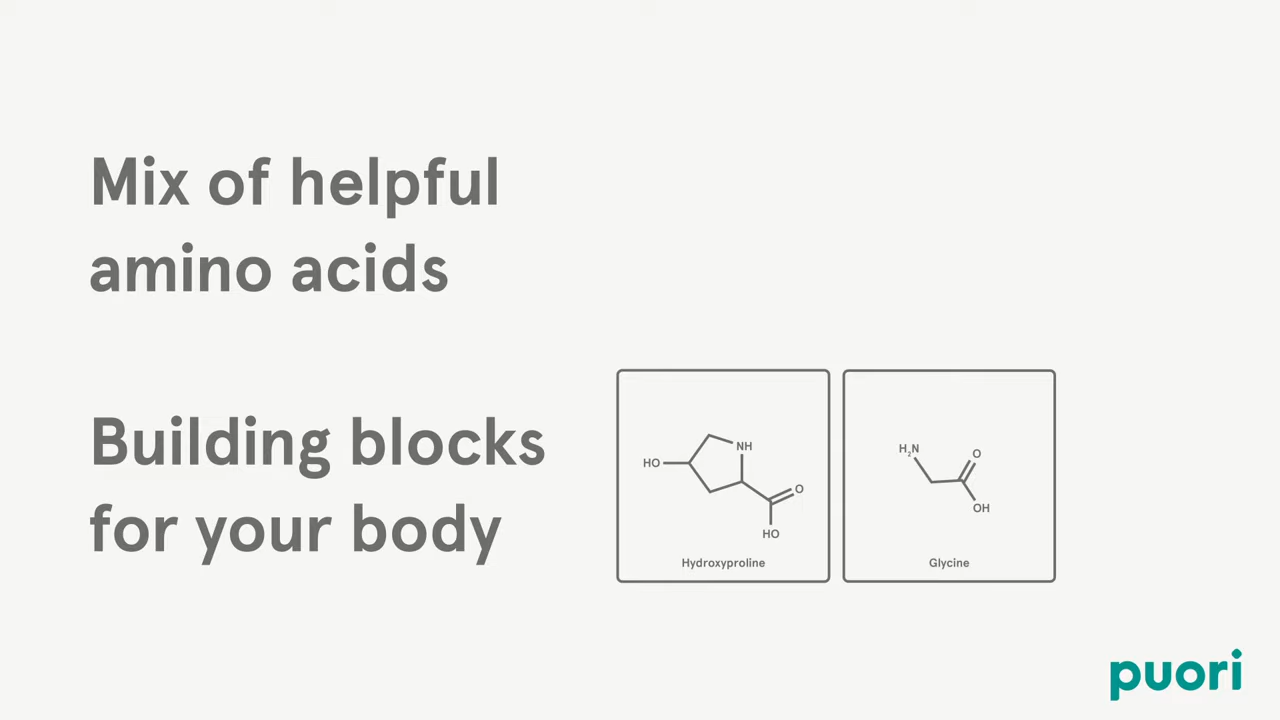 Mix of helpful
amino acids
Building blocks
for your body
NH
HO
O
HO
Hydroxyproline
H₂N
O
OH
Glycine
puori